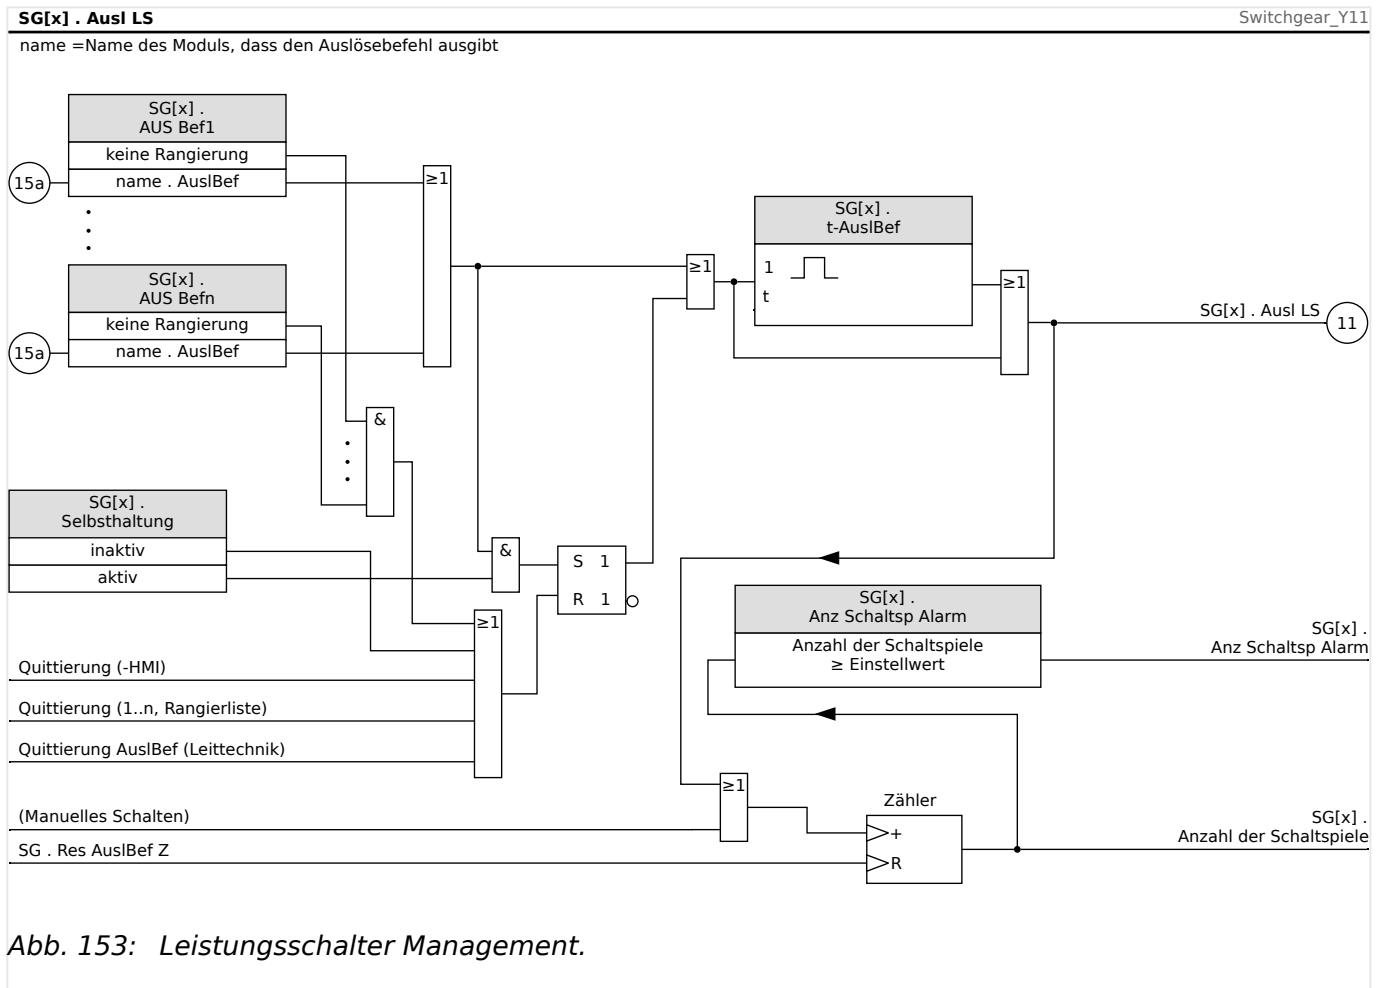 SG[x] . Ausl LS
Switchgear_Y11
name =Name des Moduls, dass den Auslösebefehl ausgibt
SG[x] .
AUS Bef1
keine Rangierung
15a
name . AuslBef
≥1
SG[x] .
t-AuslBef
1
t
≥1
≥1
SG[x] . Ausl LS
11
SG[x] .
AUS Befn
keine Rangierung
15a
name . AuslBef
&
SG[x] .
Selbsthaltung
inaktiv
aktiv
&
S 1
R 1
≥1
SG[x] .
Anz Schaltsp Alarm
Anzahl der Schaltspiele
≥ Einstellwert
SG[x] .
Anz Schaltsp Alarm
Quittierung (-HMI)
Quittierung (1..n, Rangierliste)
Quittierung AuslBef (Leittechnik)
≥1
Zähler
(Manuelles Schalten)
+
SG . Res AuslBef Z
R
SG[x] .
Anzahl der Schaltspiele
Abb. 153: Leistungsschalter Management.